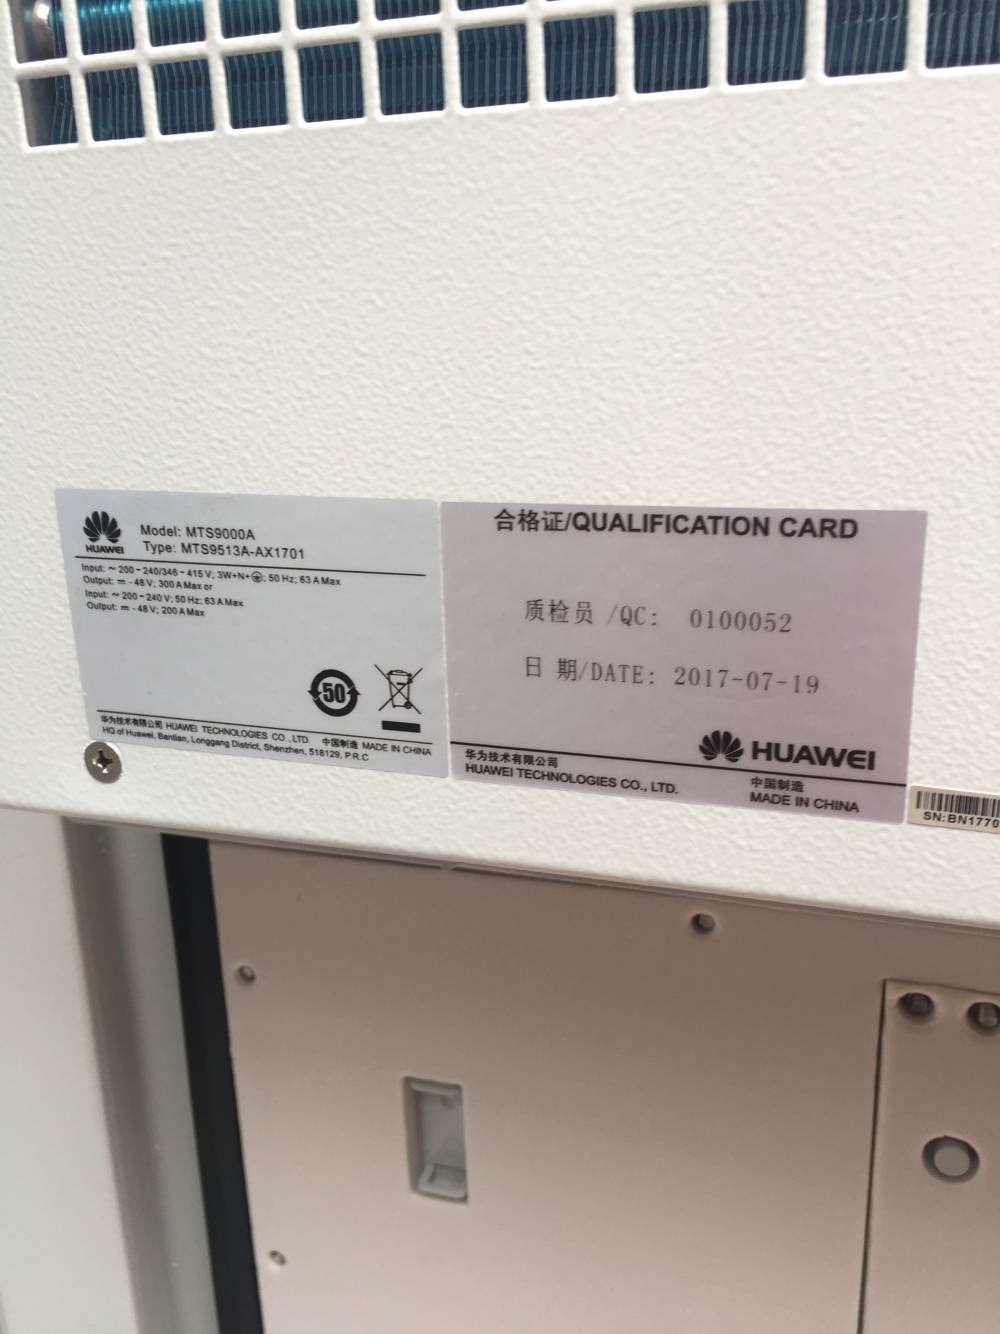 HUAWEI
Model: MTS9000A
Type: MTS9513A-AX1701
Input: ~ 200 - 240/346 - 415 V; 3W+N+⏚; 50 Hz; 63 A Max
Output: ⎓ - 48 V; 300 A Max or
Input: ~ 200 - 240 V; 50 Hz; 63 A Max
Output: ⎓ - 48 V; 200 A Max
50
华为技术有限公司 HUAWEI TECHNOLOGIES CO., LTD. 中国制造 MADE IN CHINA
HQ of Huawei, Bantian, Longgang District, Shenzhen, 518129, P.R.C
合格证/QUALIFICATION CARD
质检员 /QC: 0100052
日 期/DATE: 2017-07-19
HUAWEI
华为技术有限公司 中国制造
HUAWEI TECHNOLOGIES CO., LTD. MADE IN CHINA
SN:BN1770